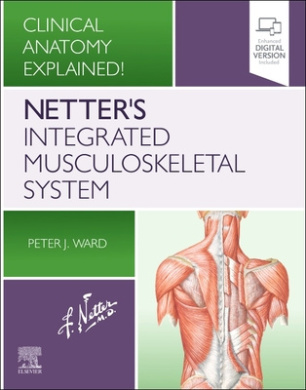 CLINICAL
ANATOMY
EXPLAINED!
Enhanced
DIGITAL
VERSION
Included
NETTER'S
INTEGRATED
MUSCULOSKELETAL
SYSTEM
PETER J. WARD
F. Netter
M.D.
ELSEVIER